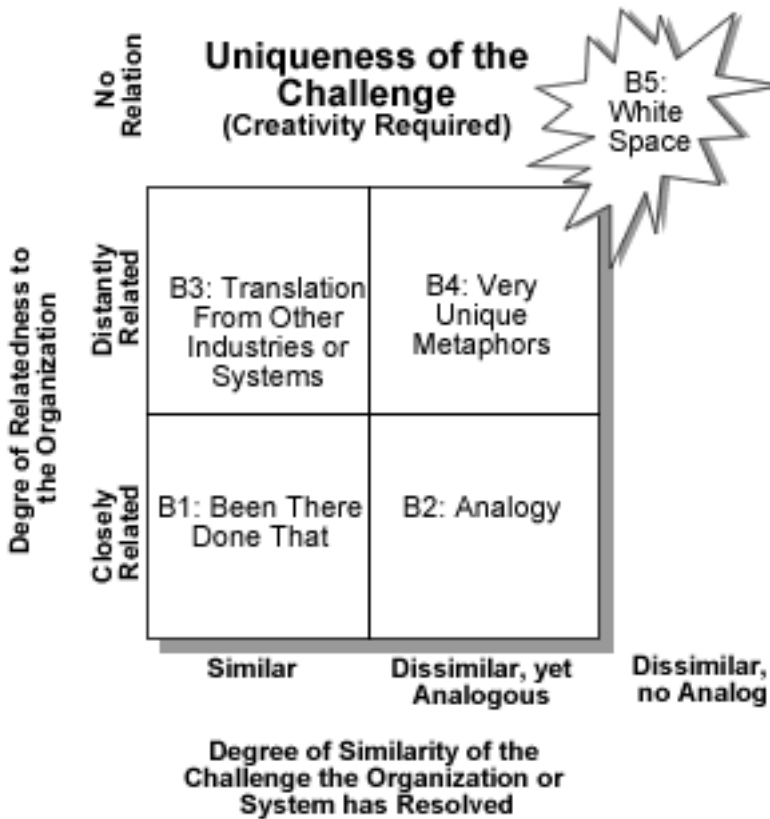 Uniqueness of the
Challenge
(Creativity Required)
B5:
White
Space
No
Relation
Distantly
Related
Closely
Related
Degre of Relatedness to
the Organization
B3: Translation
From Other
Industries or
Systems
B4: Very
Unique
Metaphors
B1: Been There
Done That
B2: Analogy
Similar
Dissimilar, yet
Analogous
Dissimilar,
no Analog
Degree of Similarity of the
Challenge the Organization or
System has Resolved